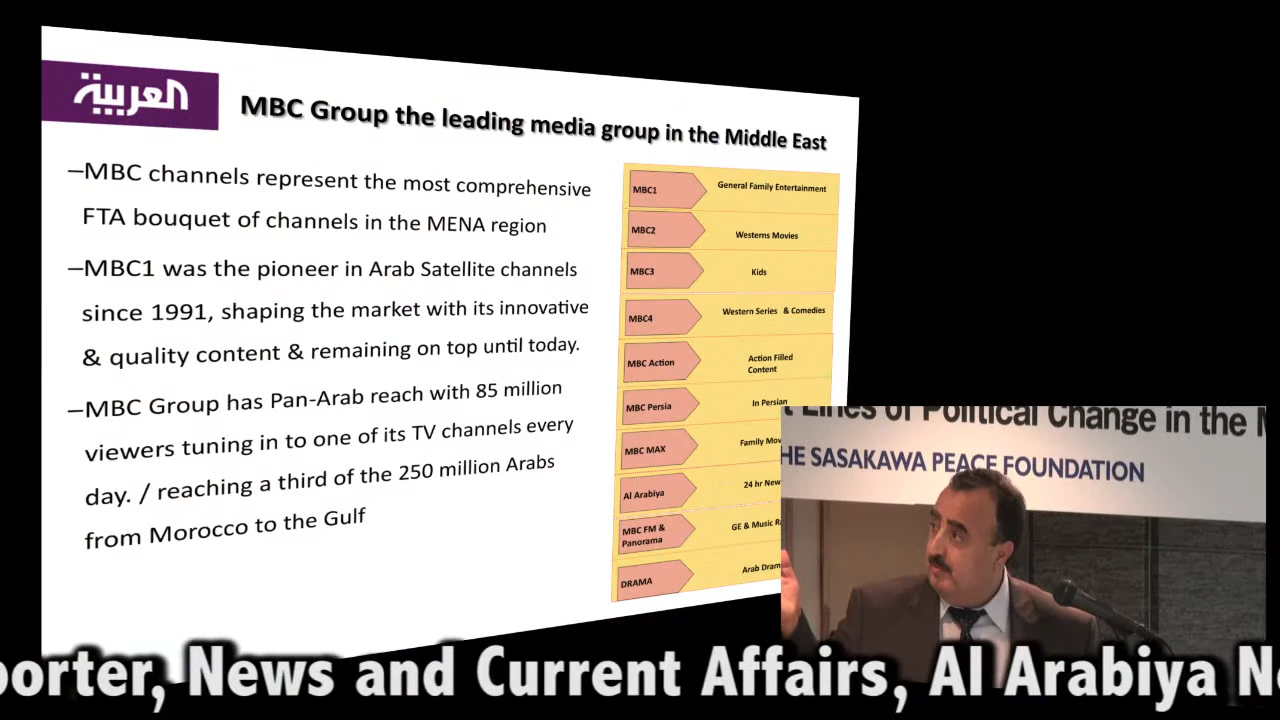 العربية
MBC Group the leading media group in the Middle East
–MBC channels represent the most comprehensive
FTA bouquet of channels in the MENA region
–MBC1 was the pioneer in Arab Satellite channels
since 1991, shaping the market with its innovative
& quality content & remaining on top until today.
–MBC Group has Pan-Arab reach with 85 million
viewers tuning in to one of its TV channels every
day. / reaching a third of the 250 million Arabs
from Morocco to the Gulf
MBC1 General Family Entertainment
MBC2 Westerns Movies
MBC3 Kids
MBC4 Western Series & Comedies
MBC Action Action Filled
Content
MBC Persia In Persian
MBC MAX Family Mov
Al Arabiya 24 hr New
MBC FM &
Panorama GE & Music Ra
DRAMA Arab Dram
t Lines of Political Change in the M
HE SASAKAWA PEACE FOUNDATION
porter, News and Current Affairs, Al Arabiya Ne